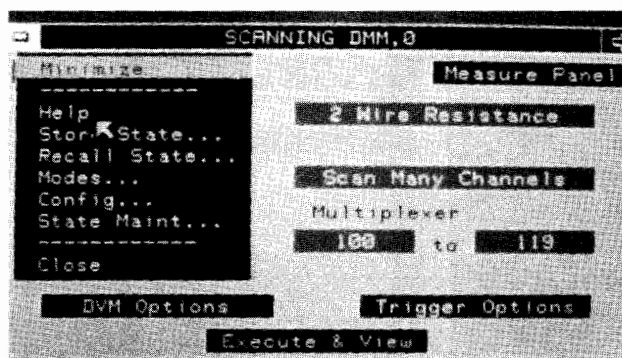 SCANNING DMM,0
Minimize
Measure Panel
Help
2 Wire Resistance
Store State...
Recall State...
Modes...
Scan Many Channels
Config...
Multiplexer
State Maint...
100 to 119
Close
DVM Options
Trigger Options
Execute & View